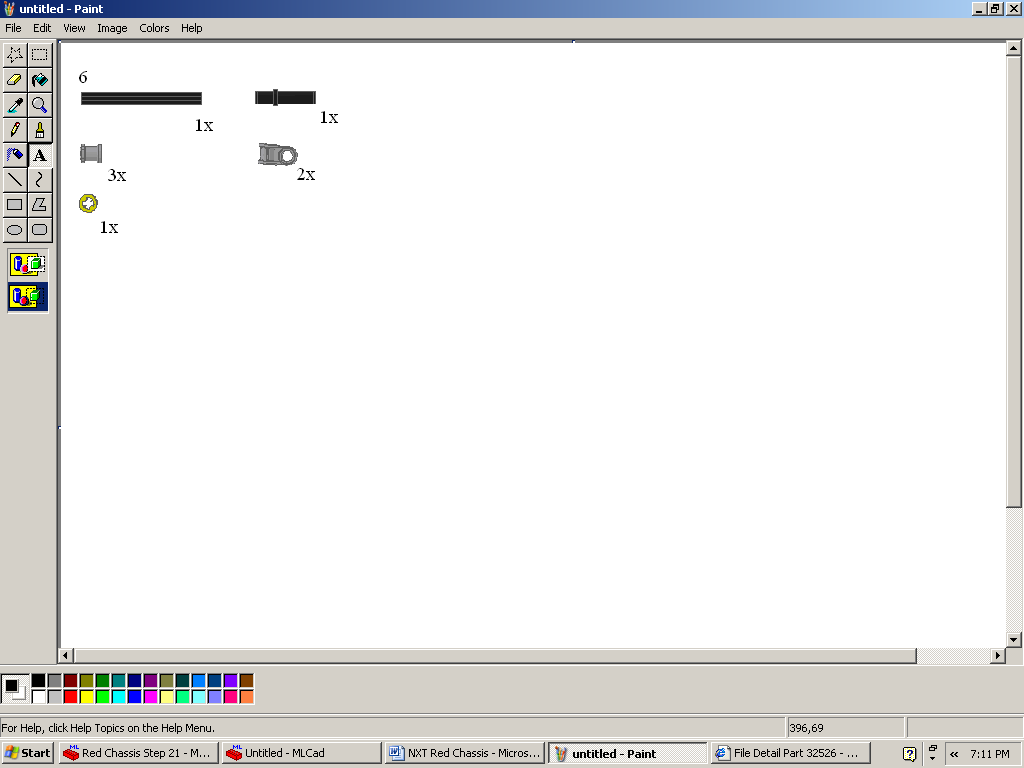 untitled - Paint
File Edit View Image Colors Help
6
1x
1x
3x
2x
1x
A
For Help, click Help Topics on the Help Menu.
396,69
Start
Red Chassis Step 21 - M...
Untitled - MLCad
NXT Red Chassis - Micros...
untitled - Paint
File Detail Part 32526 - ...
7:11 PM